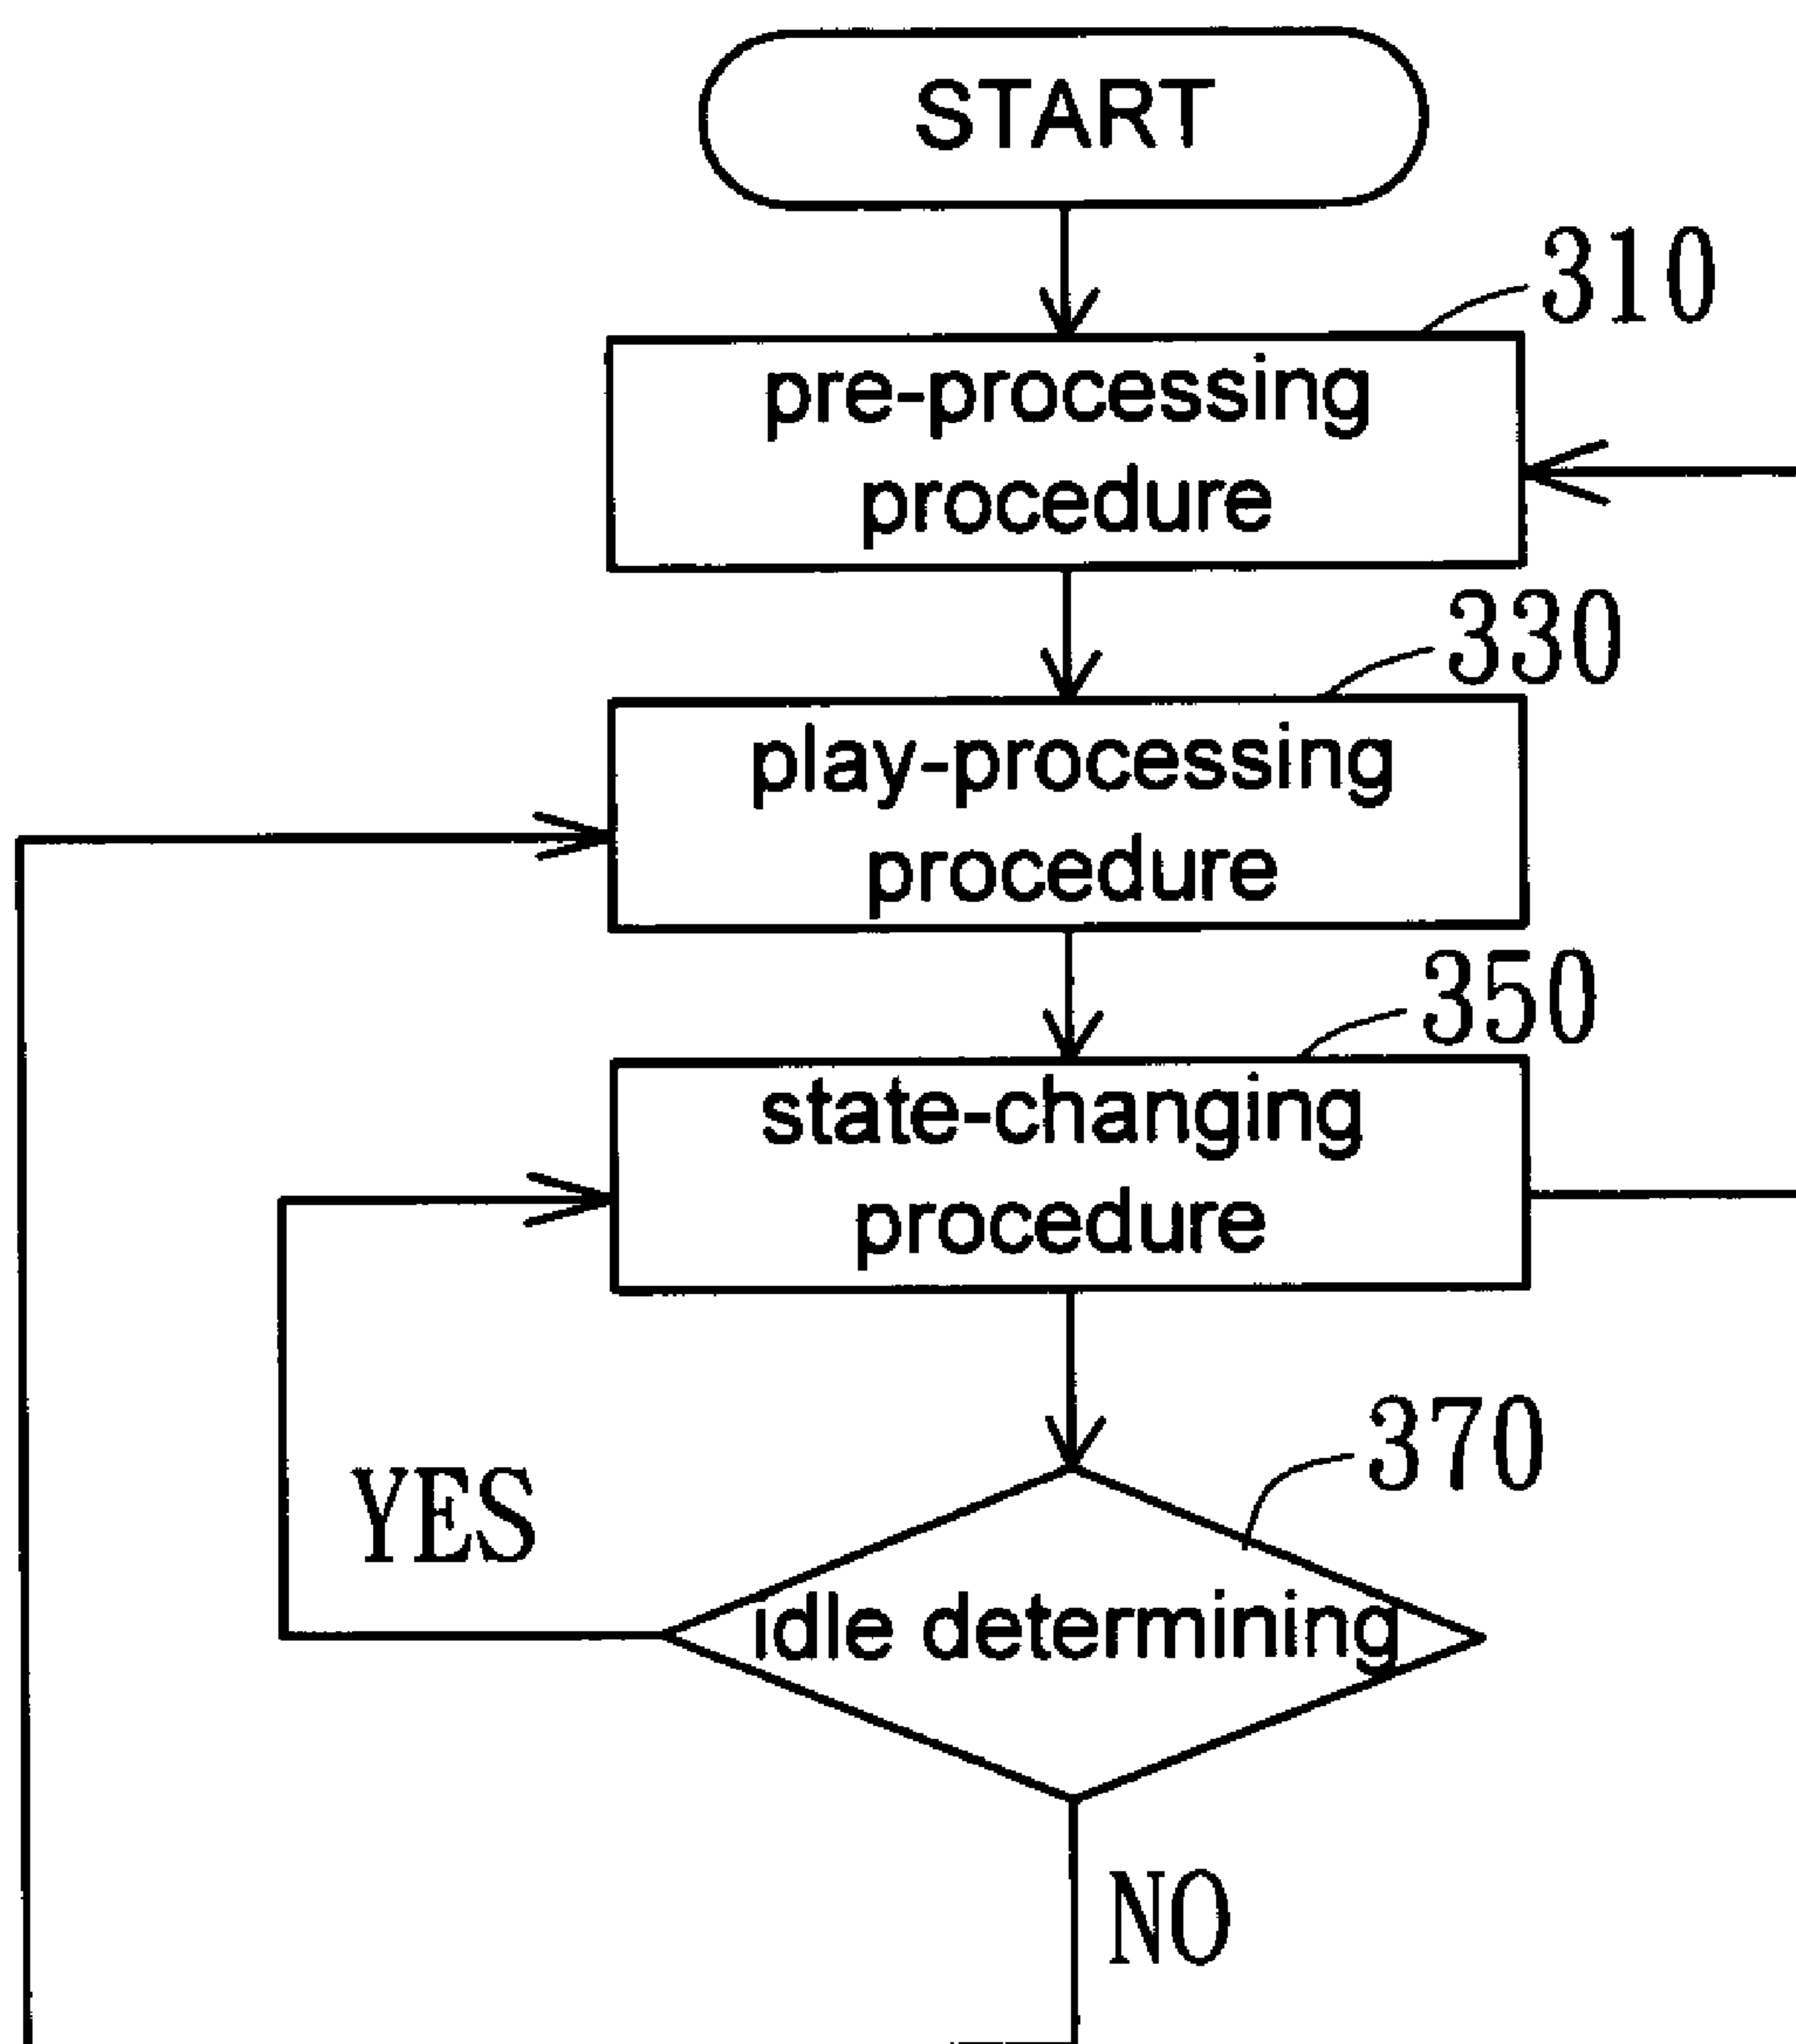 START
310
pre-processing
procedure
330
play-processing
procedure
350
state-changing
procedure
370
YES
idle determining
NO